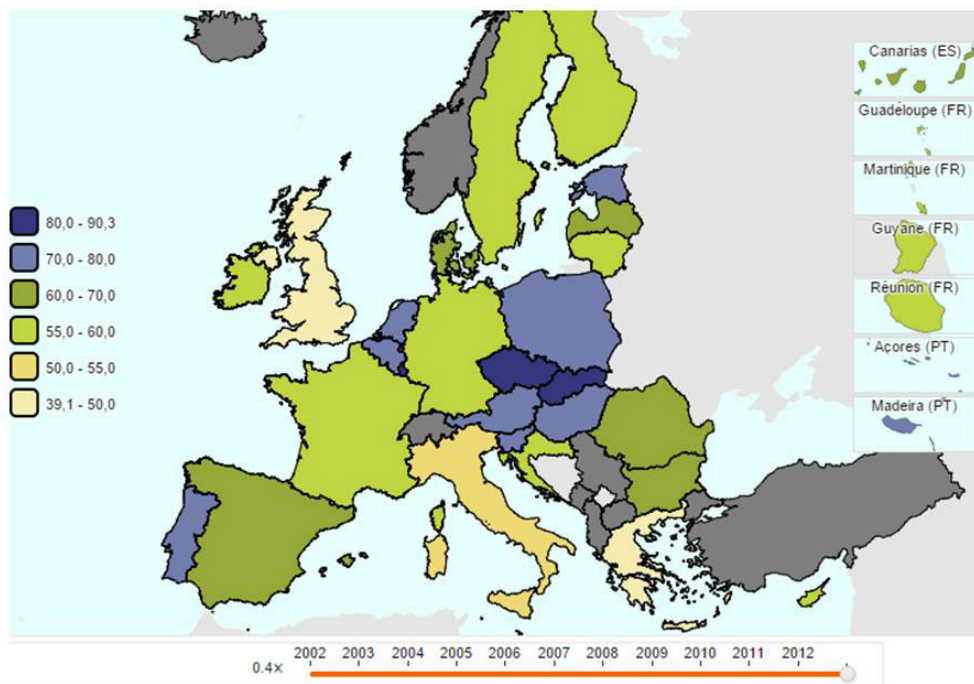 Canarias (ES)
Guadeloupe (FR)
Martinique (FR)
Guyane (FR)
Réunion (FR)
Açores (PT)
Madeira (PT)
80,0 - 90,3
70,0 - 80,0
60,0 - 70,0
55,0 - 60,0
50,0 - 55,0
39,1 - 50,0
0.4× 2002 2003 2004 2005 2006 2007 2008 2009 2010 2011 2012